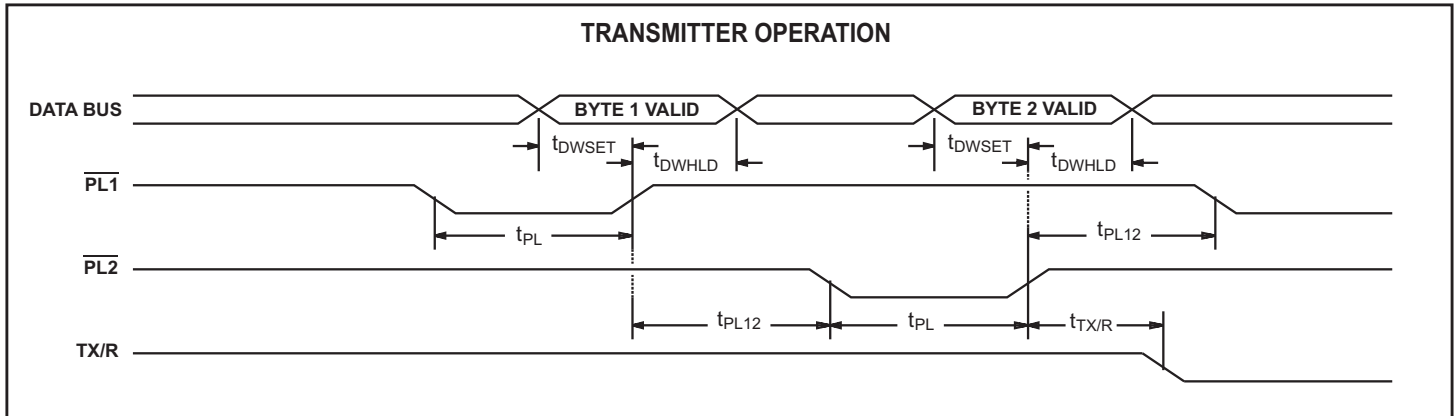 TRANSMITTER OPERATION
DATA BUS
BYTE 1 VALID
BYTE 2 VALID
tDWSET
tDWHLD
tDWSET
tDWHLD
PL1
tPL
tPL12
PL2
tPL12
tPL
tTX/R
TX/R